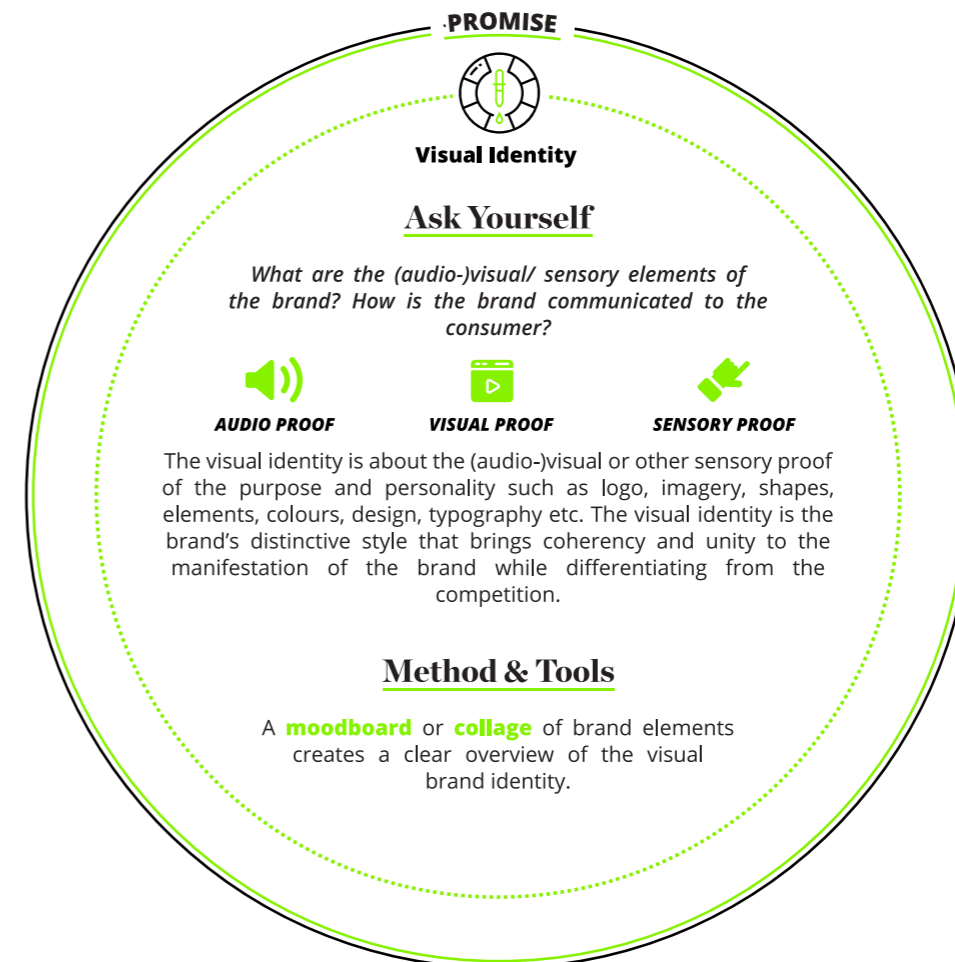 PROMISE
Visual Identity
Ask Yourself
What are the (audio-)visual/ sensory elements of
the brand? How is the brand communicated to the
consumer?
AUDIO PROOF VISUAL PROOF SENSORY PROOF
The visual identity is about the (audio-)visual or other sensory proof
of the purpose and personality such as logo, imagery, shapes,
elements, colours, design, typography etc. The visual identity is the
brand’s distinctive style that brings coherency and unity to the
manifestation of the brand while differentiating from the
competition.
Method & Tools
A moodboard or collage of brand elements
creates a clear overview of the visual
brand identity.